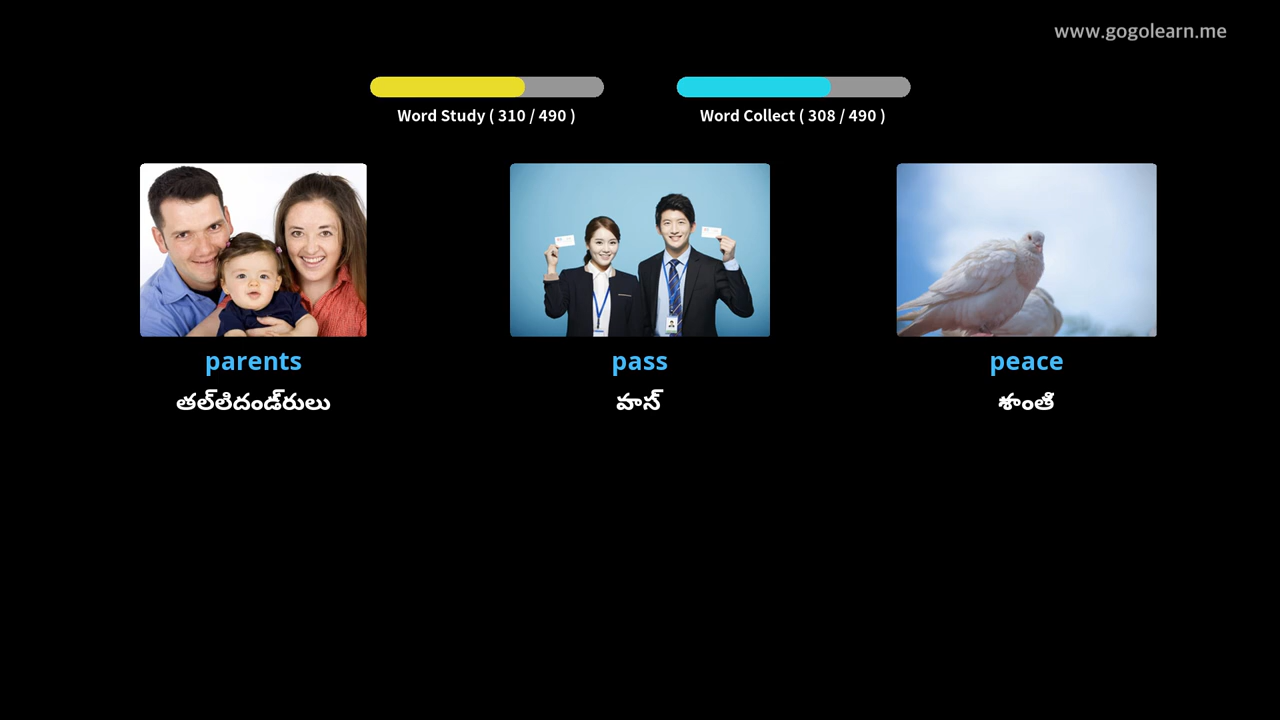 www.gogolearn.me
Word Study ( 310 / 490 )
Word Collect ( 308 / 490 )
parents
pass
peace
తల్‌లిదండ్‌రులు
పాస్
శాంతి